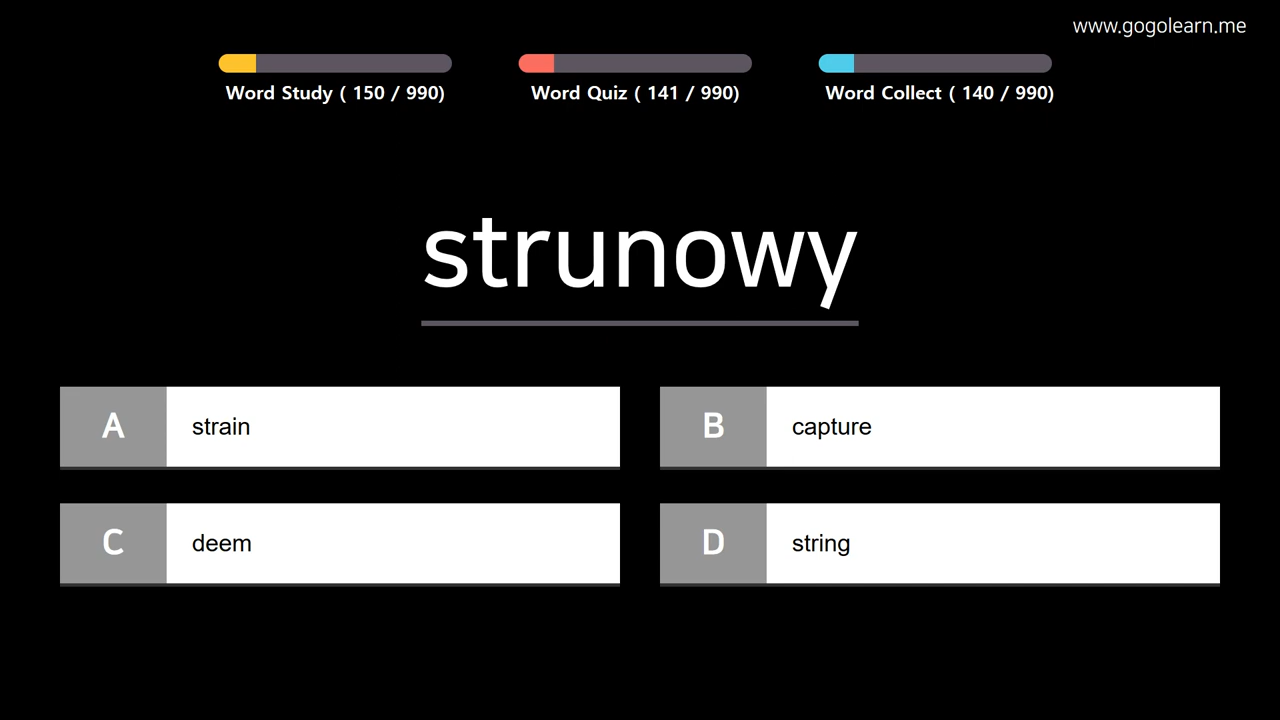 www.gogolearn.me
Word Study ( 150 / 990)
Word Quiz ( 141 / 990)
Word Collect ( 140 / 990)
strunowy
A strain
B capture
C deem
D string